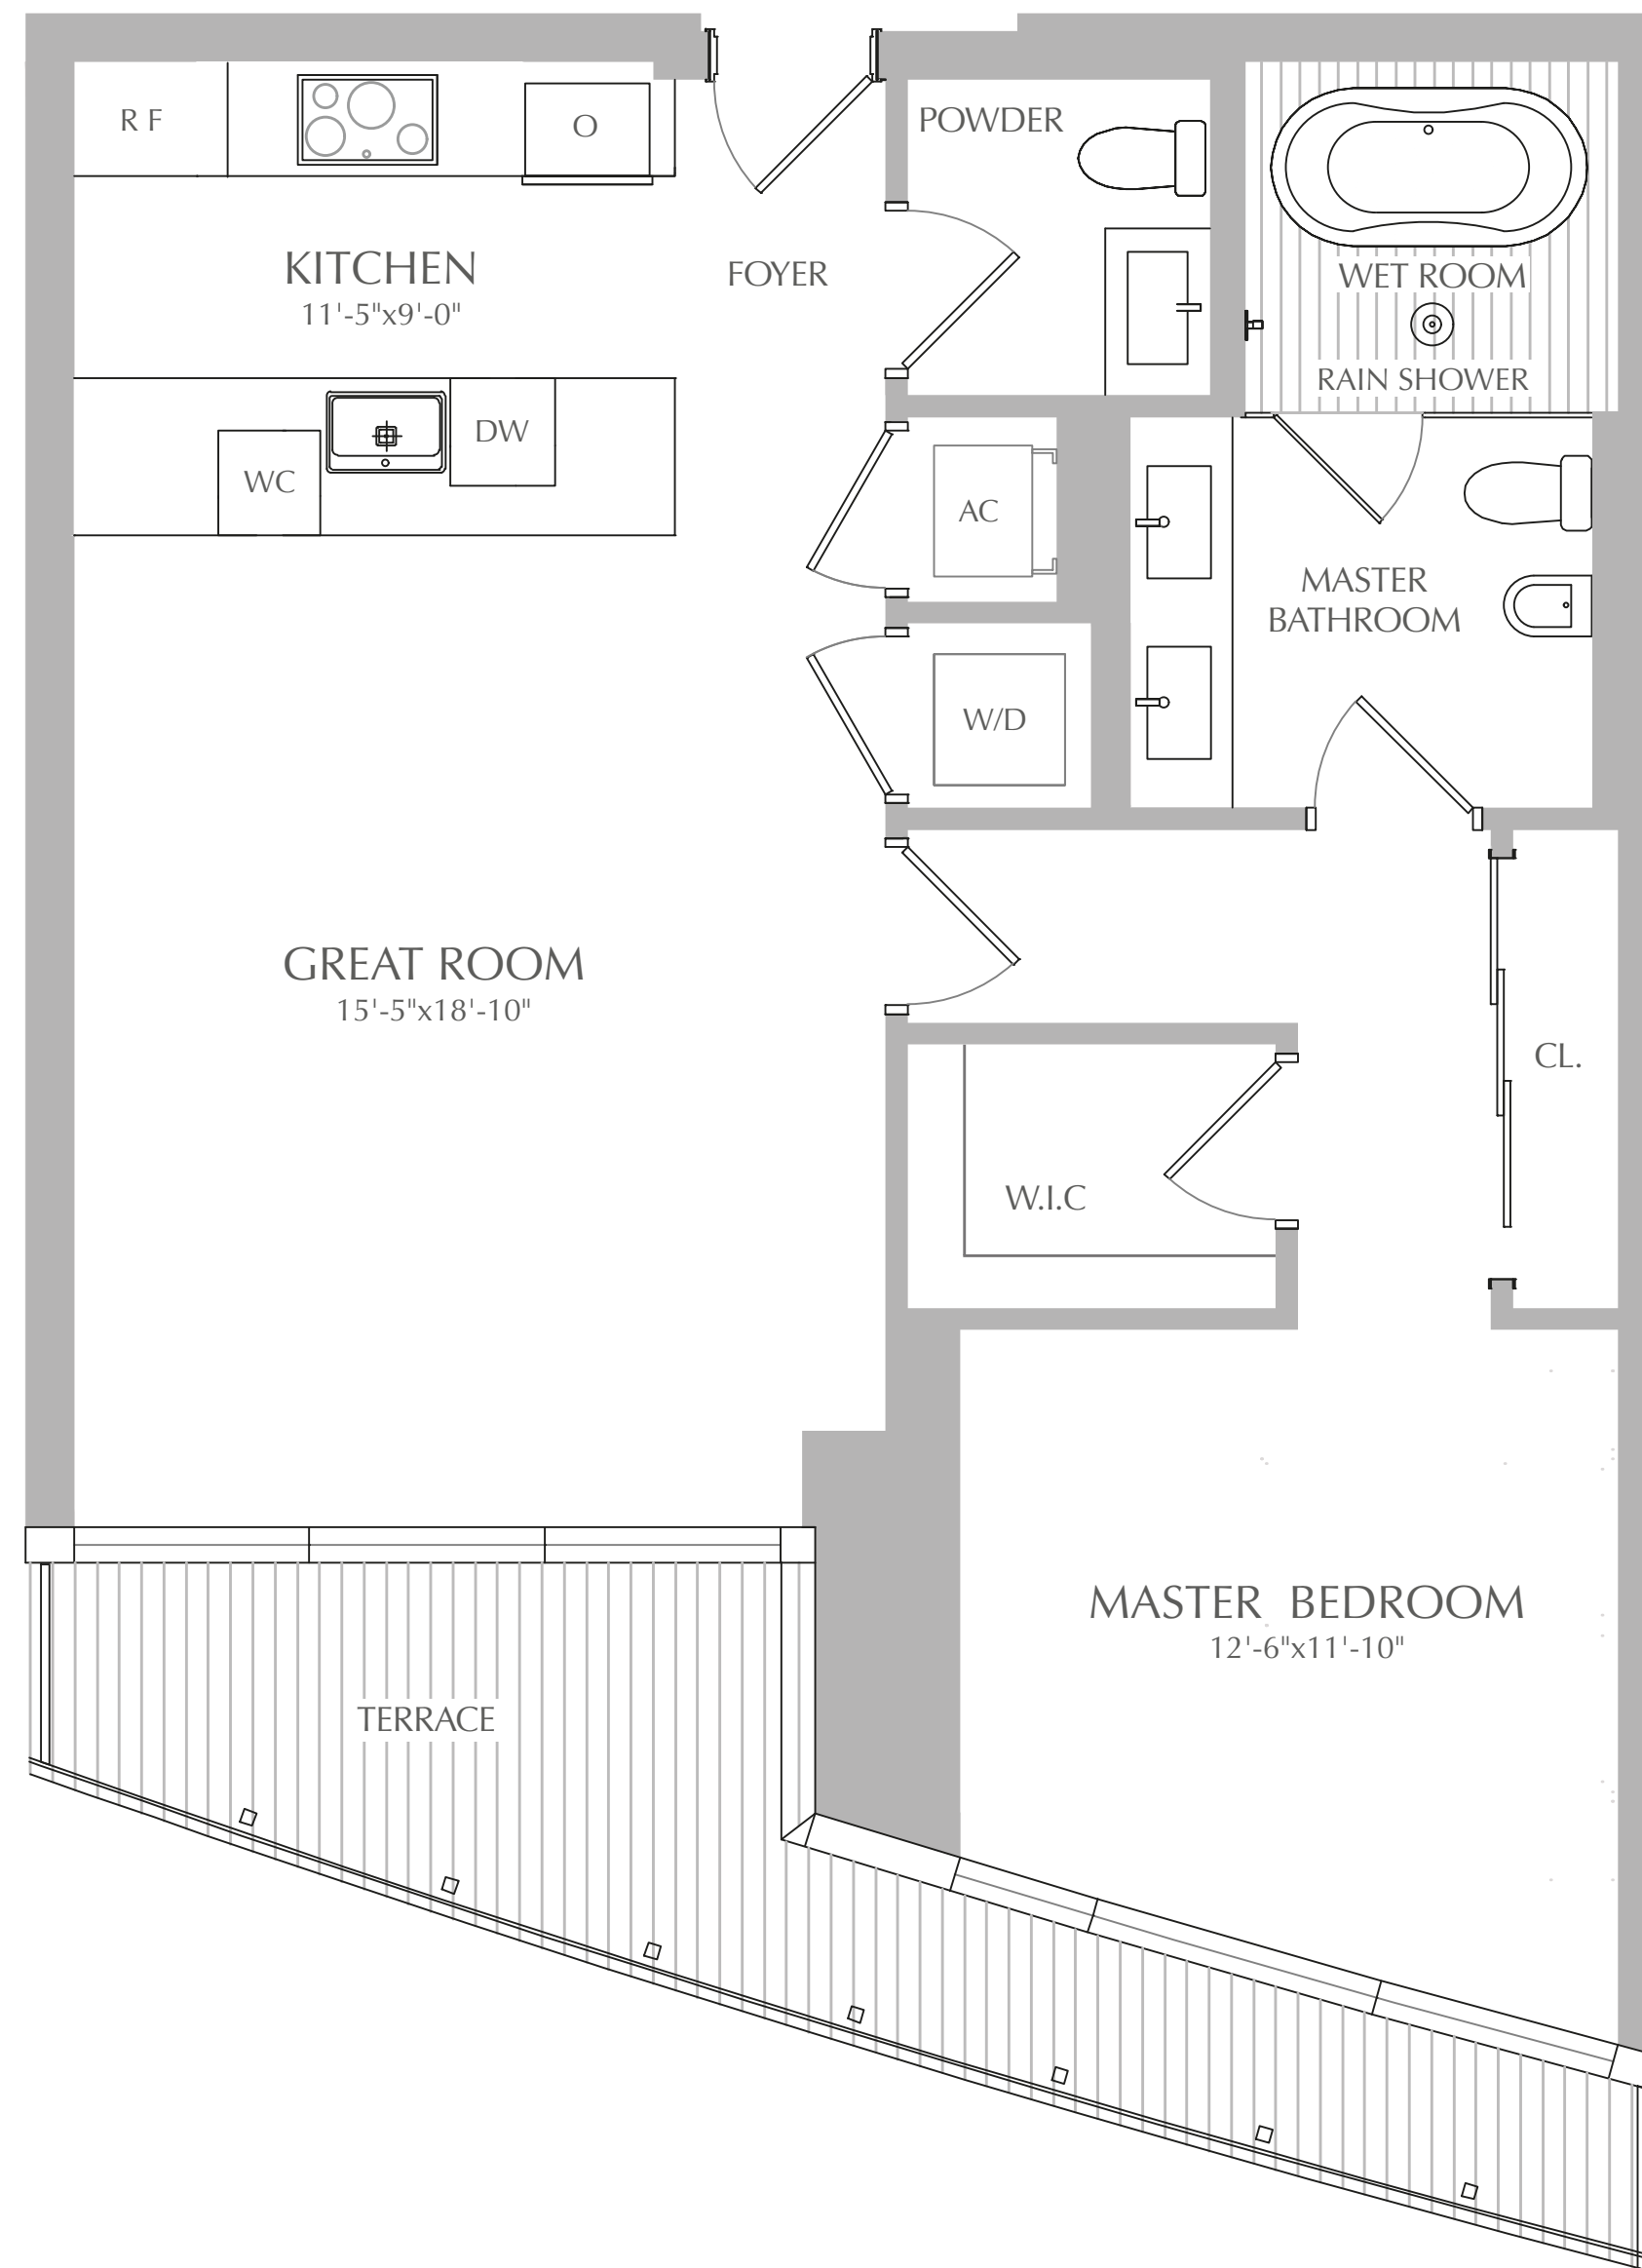 R F
O
POWDER
KITCHEN
11'-5"x9'-0"
FOYER
WET ROOM
RAIN SHOWER
WC
DW
AC
MASTER
BATHROOM
W/D
GREAT ROOM
15'-5"x18'-10"
CL.
W.I.C
MASTER BEDROOM
12'-6"x11'-10"
TERRACE